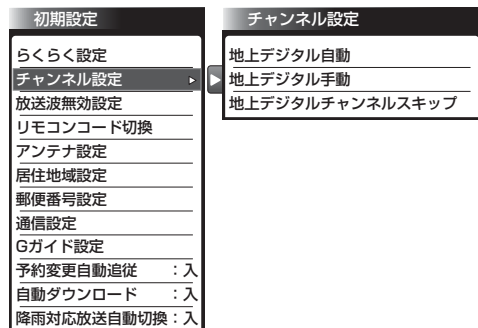 初期設定
らくらく設定
チャンネル設定
放送波無効設定
リモコンコード切換
アンテナ設定
居住地域設定
郵便番号設定
通信設定
Gガイド設定
予約変更自動追従 :入
自動ダウンロード :入
降雨対応放送自動切換:入
チャンネル設定
地上デジタル自動
地上デジタル手動
地上デジタルチャンネルスキップ